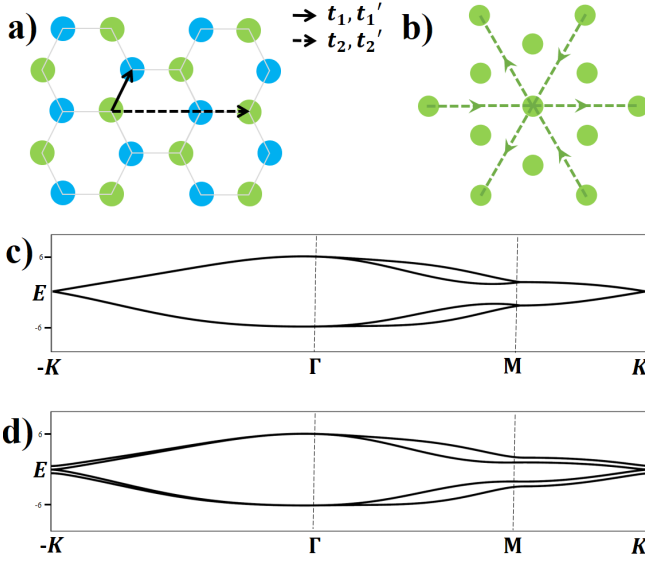 a)
t₁, t₁′
t₂, t₂′
b)
c)
6
E
-6
-K
Γ
M
K
d)
6
E
-6
-K
Γ
M
K